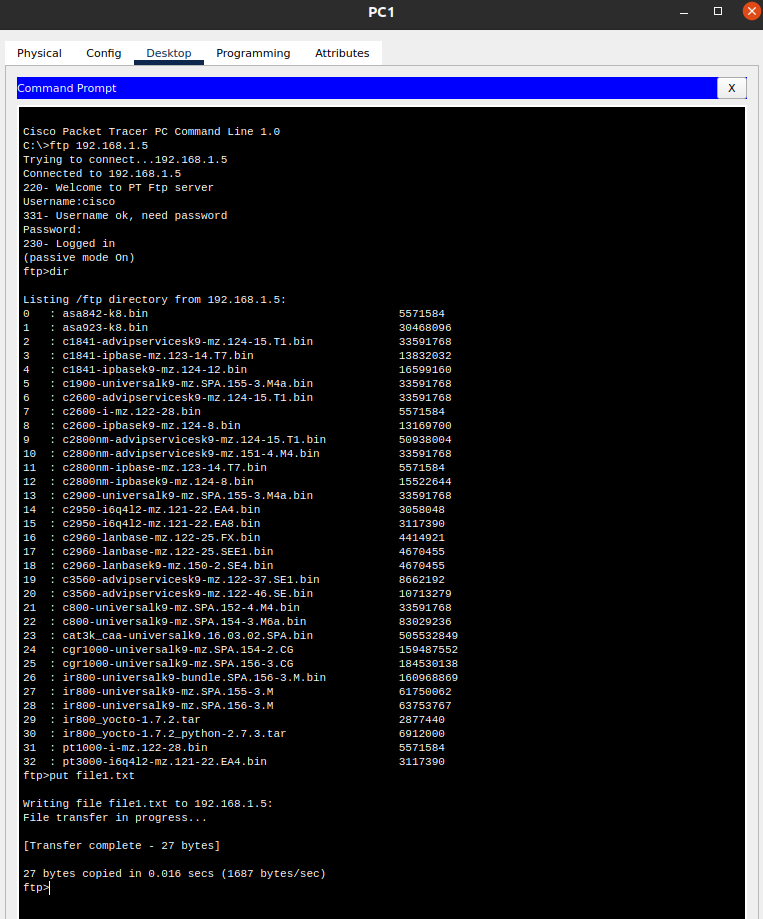 PC1
Physical Config Desktop Programming Attributes
Command Prompt X
Cisco Packet Tracer PC Command Line 1.0
C:\>ftp 192.168.1.5
Trying to connect...192.168.1.5
Connected to 192.168.1.5
220- Welcome to PT Ftp server
Username:cisco
331- Username ok, need password
Password:
230- Logged in
(passive mode On)
ftp>dir
Listing /ftp directory from 192.168.1.5:
0 : asa842-k8.bin 5571584
1 : asa923-k8.bin 30468096
2 : c1841-advipservicesk9-mz.124-15.T1.bin 33591768
3 : c1841-ipbase-mz.123-14.T7.bin 13832032
4 : c1841-ipbasek9-mz.124-12.bin 16599160
5 : c1900-universalk9-mz.SPA.155-3.M4a.bin 33591768
6 : c2600-advipservicesk9-mz.124-15.T1.bin 33591768
7 : c2600-i-mz.122-28.bin 5571584
8 : c2600-ipbasek9-mz.124-8.bin 13169700
9 : c2800nm-advipservicesk9-mz.124-15.T1.bin 50938004
10 : c2800nm-advipservicesk9-mz.151-4.M4.bin 33591768
11 : c2800nm-ipbase-mz.123-14.T7.bin 5571584
12 : c2800nm-ipbasek9-mz.124-8.bin 15522644
13 : c2900-universalk9-mz.SPA.155-3.M4a.bin 33591768
14 : c2950-i6q4l2-mz.121-22.EA4.bin 3058048
15 : c2950-i6q4l2-mz.121-22.EA8.bin 3117390
16 : c2960-lanbase-mz.122-25.FX.bin 4414921
17 : c2960-lanbase-mz.122-25.SEE1.bin 4670455
18 : c2960-lanbasek9-mz.150-2.SE4.bin 4670455
19 : c3560-advipservicesk9-mz.122-37.SE1.bin 8662192
20 : c3560-advipservicesk9-mz.122-46.SE.bin 10713279
21 : c800-universalk9-mz.SPA.152-4.M4.bin 33591768
22 : c800-universalk9-mz.SPA.154-3.M6a.bin 83029236
23 : cat3k_caa-universalk9.16.03.02.SPA.bin 505532849
24 : cgr1000-universalk9-mz.SPA.154-2.CG 159487552
25 : cgr1000-universalk9-mz.SPA.156-3.CG 184530138
26 : ir800-universalk9-bundle.SPA.156-3.M.bin 160968869
27 : ir800-universalk9-mz.SPA.155-3.M 61750062
28 : ir800-universalk9-mz.SPA.156-3.M 63753767
29 : ir800_yocto-1.7.2.tar 2877440
30 : ir800_yocto-1.7.2_python-2.7.3.tar 6912000
31 : pt1000-i-mz.122-28.bin 5571584
32 : pt3000-i6q4l2-mz.121-22.EA4.bin 3117390
ftp>put file1.txt
Writing file file1.txt to 192.168.1.5:
File transfer in progress...
[Transfer complete - 27 bytes]
27 bytes copied in 0.016 secs (1687 bytes/sec)
ftp>